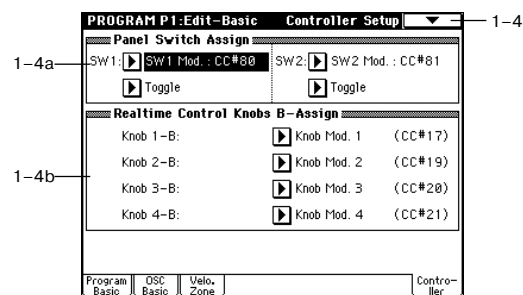 PROGRAM P1:Edit-Basic Controller Setup 1-4
Panel Switch Assign
1-4a SW1: SW1 Mod.:CC#80 SW2: SW2 Mod.:CC#81
Toggle Toggle
Realtime Control Knobs B-Assign
Knob 1-B: Knob Mod. 1 (CC#17)
Knob 2-B: Knob Mod. 2 (CC#19)
1-4b
Knob 3-B: Knob Mod. 3 (CC#20)
Knob 4-B: Knob Mod. 4 (CC#21)
Program OSC Velo. Contro-
Basic Basic Zone ller